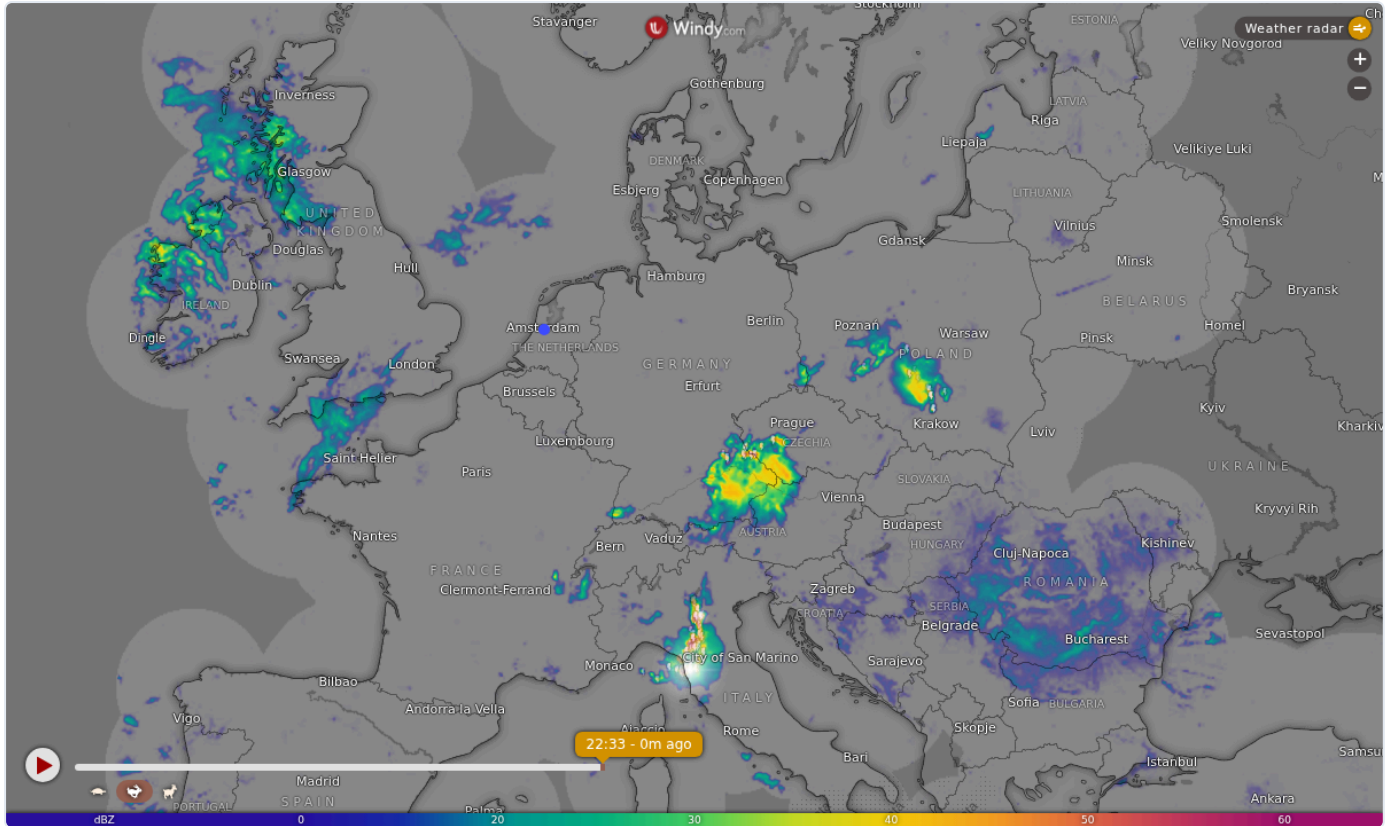 Stavanger
Stockholm
ESTONIA
Windy.com
Weather radar
Veliky Novgorod
+
−
Gothenburg
Inverness
LATVIA
Riga
Liepaja
Velikiye Luki
DENMARK
Glasgow
Copenhagen
Esbjerg
LITHUANIA
UNITED
KINGDOM
Vilnius
Smolensk
Gdansk
Douglas
Minsk
Hull
Hamburg
Dublin
Bryansk
IRELAND
BELARUS
Amsterdam
Berlin
Poznań
Warsaw
Homel
Dingle
Pinsk
THE NETHERLANDS
Swansea
London
GERMANY
POLAND
Brussels
Erfurt
Kyiv
Prague
Krakow
Lviv
Kharkiv
Luxembourg
CZECHIA
Saint Helier
Paris
UKRAINE
SLOVAKIA
Vienna
Kryvyi Rih
Nantes
Budapest
AUSTRIA
Vaduz
Bern
HUNGARY
Kishinev
Cluj-Napoca
FRANCE
ROMANIA
Clermont-Ferrand
Zagreb
SERBIA
CROATIA
Belgrade
Sevastopol
Bucharest
City of San Marino
Monaco
Sarajevo
Bilbao
ITALY
Sofia
BULGARIA
Andorra la Vella
Vigo
Ajaccio
Rome
Skopje
22:33 - 0m ago
Bari
Samsu
Istanbul
Madrid
Ankara
PORTUGAL
SPAIN
Palma
dBZ 0 20 30 40 50 60